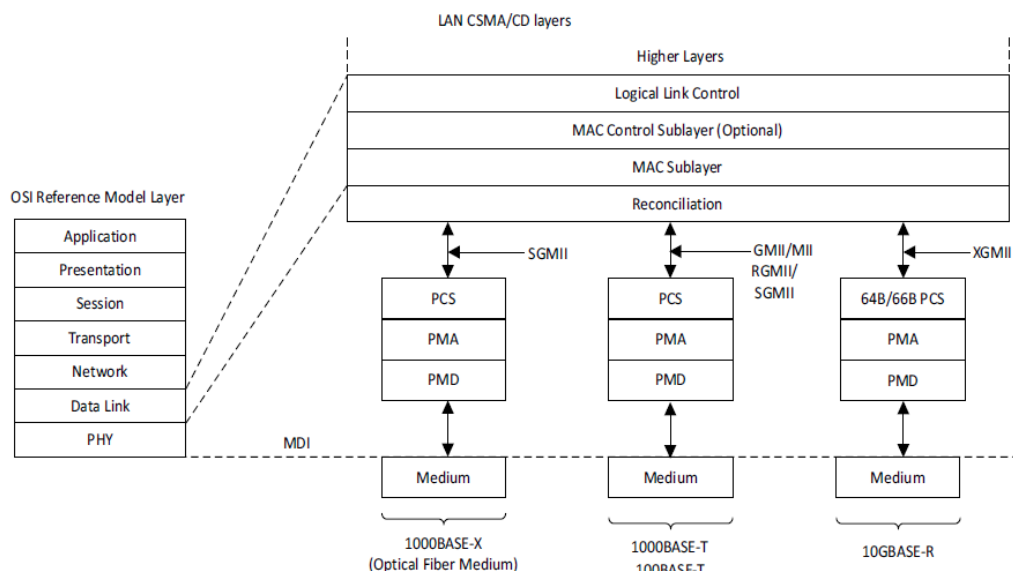 LAN CSMA/CD layers
Higher Layers
Logical Link Control
MAC Control Sublayer (Optional)
MAC Sublayer
Reconciliation
OSI Reference Model Layer
Application
Presentation
Session
Transport
Network
Data Link
PHY
SGMII
GMII/MII
RGMII/
SGMII
XGMII
PCS
PMA
PMD
PCS
PMA
PMD
64B/66B PCS
PMA
PMD
MDI
Medium
Medium
Medium
1000BASE-X
(Optical Fiber Medium)
1000BASE-T
100BASE-T
10GBASE-R